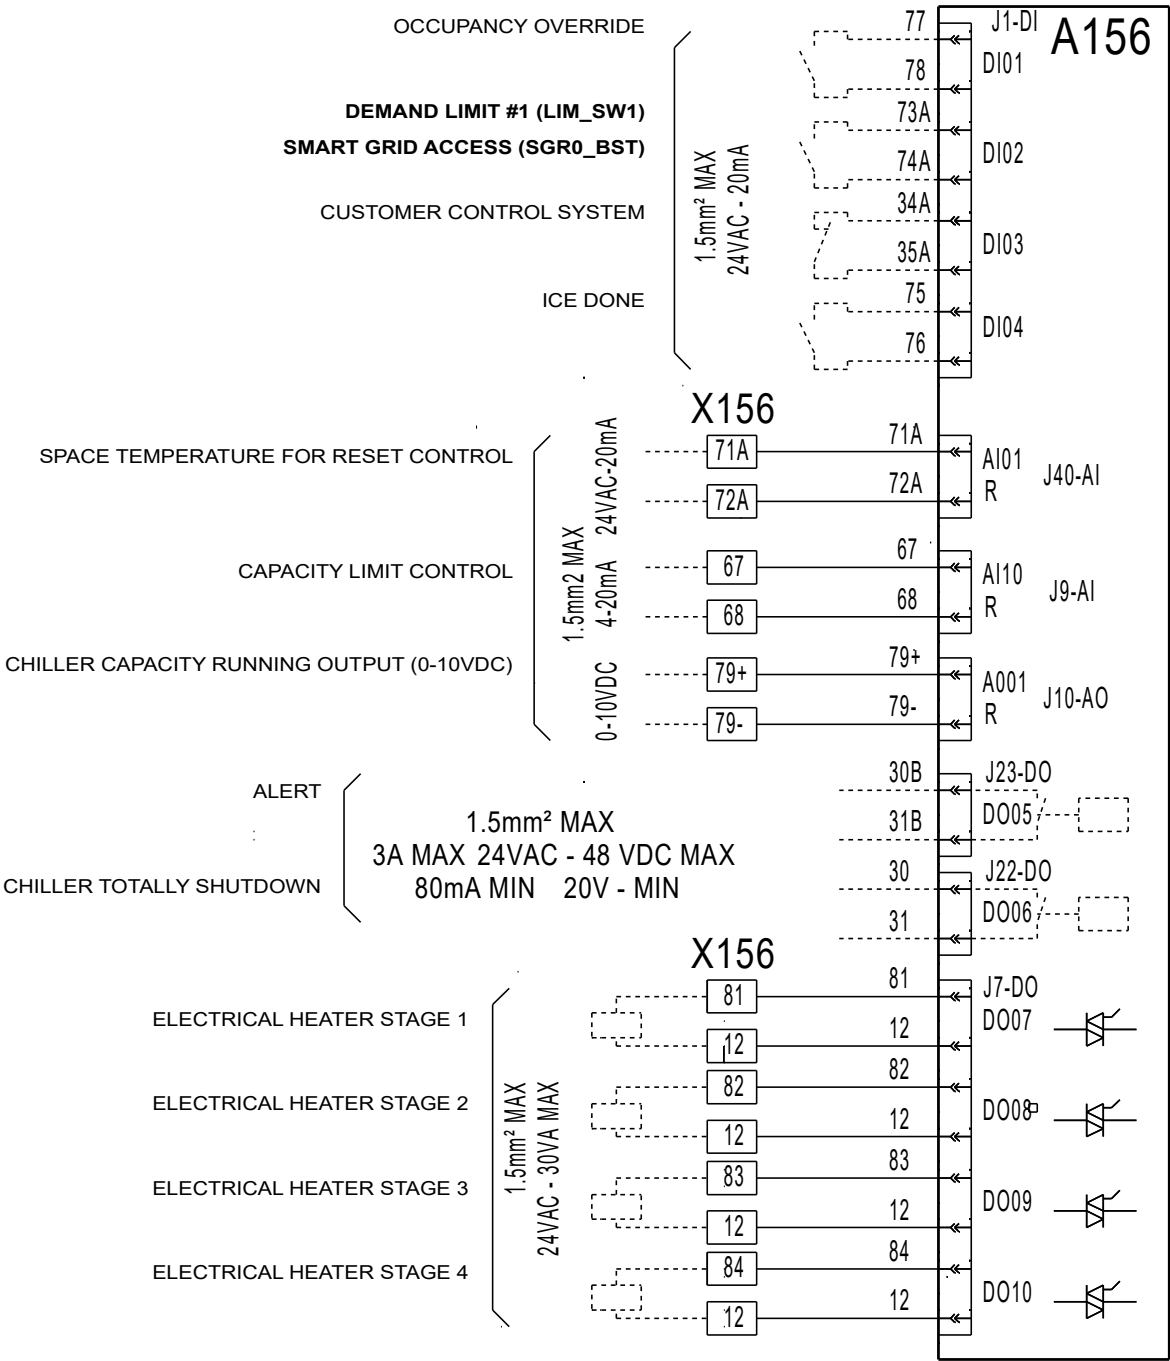 OCCUPANCY OVERRIDE
77
J1-DI
A156
DI01
78
DEMAND LIMIT #1 (LIM_SW1)
73A
SMART GRID ACCESS (SGR0_BST)
DI02
74A
1.5mm² MAX
24VAC - 20mA
CUSTOMER CONTROL SYSTEM
34A
DI03
35A
ICE DONE
75
DI04
76
X156
SPACE TEMPERATURE FOR RESET CONTROL
71A
71A
AI01
R
J40-AI
72A
72A
1.5mm2 MAX
4-20mA 24VAC-20mA
CAPACITY LIMIT CONTROL
67
67
AI10
R
J9-AI
68
68
CHILLER CAPACITY RUNNING OUTPUT (0-10VDC)
0-10VDC
79+
79+
A001
R
J10-AO
79-
79-
ALERT
30B
J23-DO
1.5mm² MAX
3A MAX 24VAC - 48 VDC MAX
80mA MIN 20V - MIN
31B
DO05
CHILLER TOTALLY SHUTDOWN
30
J22-DO
31
DO06
X156
ELECTRICAL HEATER STAGE 1
81
81
J7-DO
DO07
12
12
1.5mm² MAX
24VAC - 30VA MAX
ELECTRICAL HEATER STAGE 2
82
82
DO08
12
12
ELECTRICAL HEATER STAGE 3
83
83
DO09
12
12
ELECTRICAL HEATER STAGE 4
84
84
DO10
12
12